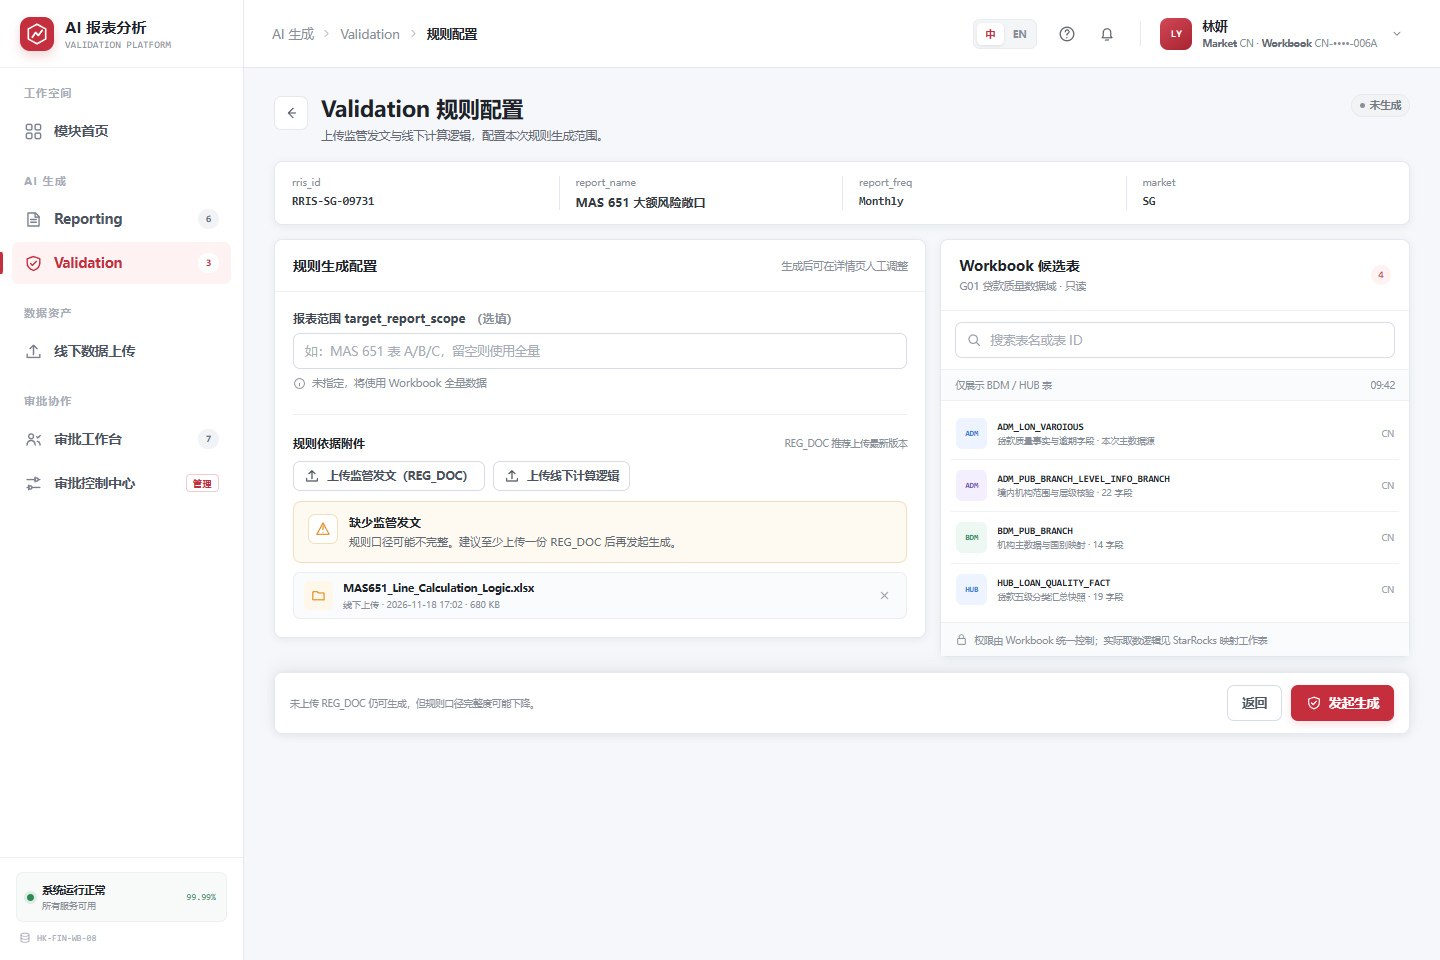 AI 报表分析
VALIDATION PLATFORM
工作空间
模块首页
AI 生成
Reporting
6
Validation
3
数据资产
线下数据上传
审批协作
审批工作台
7
审批控制中心
管理
系统运行正常
所有服务可用
99.99%
HK-FIN-WB-08
AI 生成
Validation
规则配置
中
EN
LY
林妍
Market CN · Workbook CN-••••-006A
Validation 规则配置
上传监管发文与线下计算逻辑，配置本次规则生成范围。
未生成
rris_id
RRIS-SG-09731
report_name
MAS 651 大额风险敞口
report_freq
Monthly
market
SG
规则生成配置
生成后可在详情页人工调整
报表范围 target_report_scope （选填）
如：MAS 651 表 A/B/C，留空则使用全量
未指定，将使用 Workbook 全量数据
规则依据附件
REG_DOC 推荐上传最新版本
上传监管发文（REG_DOC）
上传线下计算逻辑
缺少监管发文
规则口径可能不完整。建议至少上传一份 REG_DOC 后再发起生成。
MAS651_Line_Calculation_Logic.xlsx
线下上传 · 2026-11-18 17:02 · 680 KB
Workbook 候选表
G01 贷款质量数据域 · 只读
4
搜索表名或表 ID
仅展示 BDM / HUB 表
09:42
ADM
ADM_LON_VAROIOUS
贷款质量事实与逾期字段 · 本次主数据源
CN
ADM
ADM_PUB_BRANCH_LEVEL_INFO_BRANCH
境内机构范围与层级核验 · 22 字段
CN
BDM
BDM_PUB_BRANCH
机构主数据与国别映射 · 14 字段
CN
HUB
HUB_LOAN_QUALITY_FACT
贷款五级分类汇总快照 · 19 字段
CN
权限由 Workbook 统一控制；实际取数逻辑见 StarRocks 映射工作表
未上传 REG_DOC 仍可生成，但规则口径完整度可能下降。
返回
发起生成